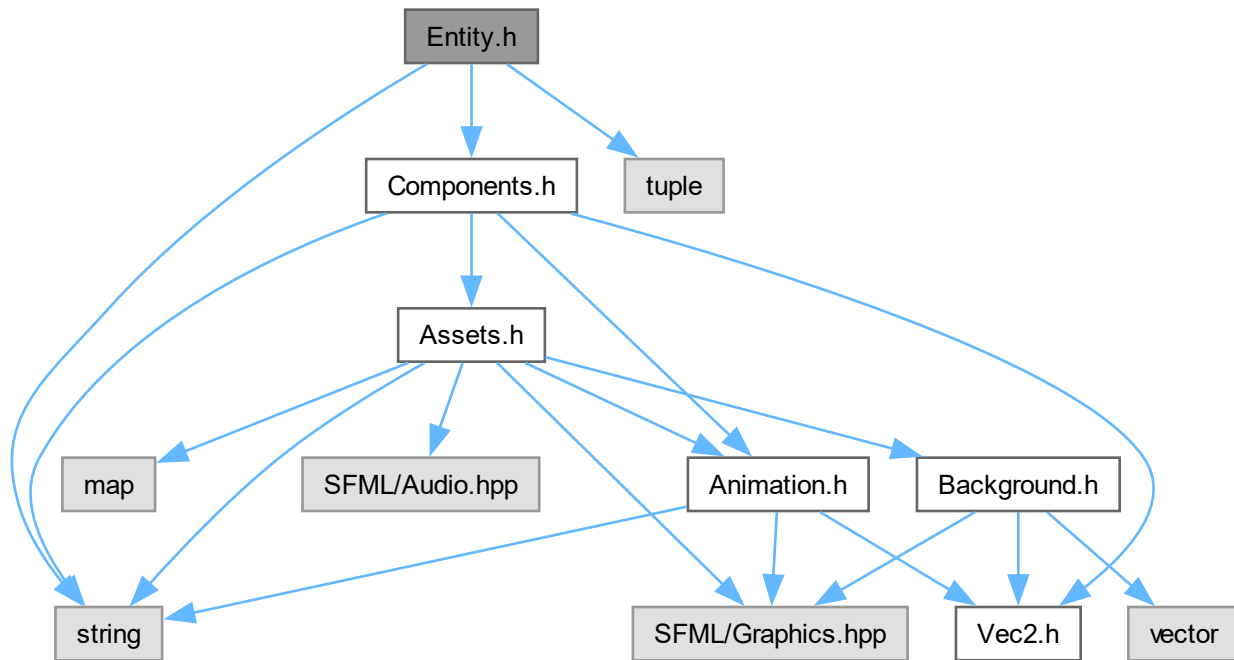 Entity.h
Components.h
tuple
Assets.h
map
SFML/Audio.hpp
Animation.h
Background.h
string
SFML/Graphics.hpp
Vec2.h
vector